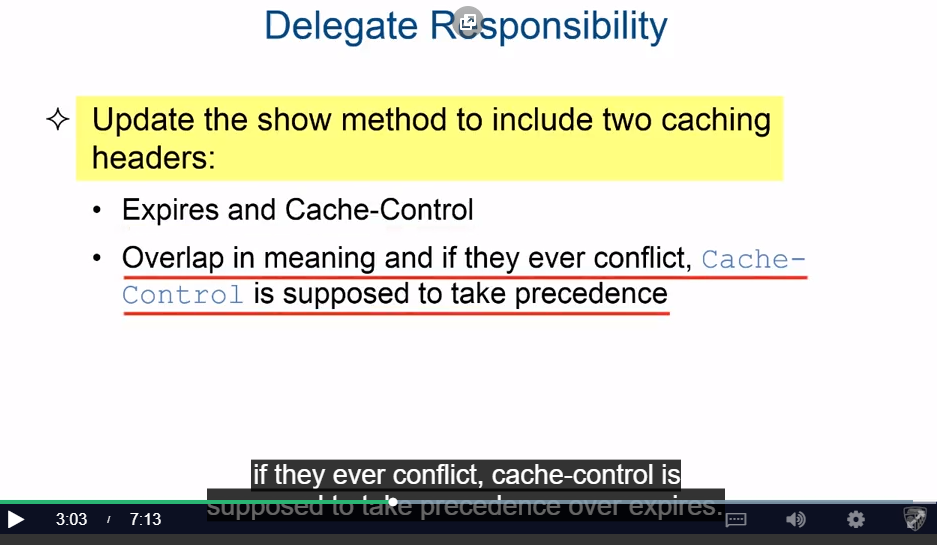 Delegate Responsibility
Update the show method to include two caching
headers:
• Expires and Cache-Control
• Overlap in meaning and if they ever conflict, Cache-
Control is supposed to take precedence
if they ever conflict, cache-control is
supposed to take precedence over expires.
3:03 / 7:13